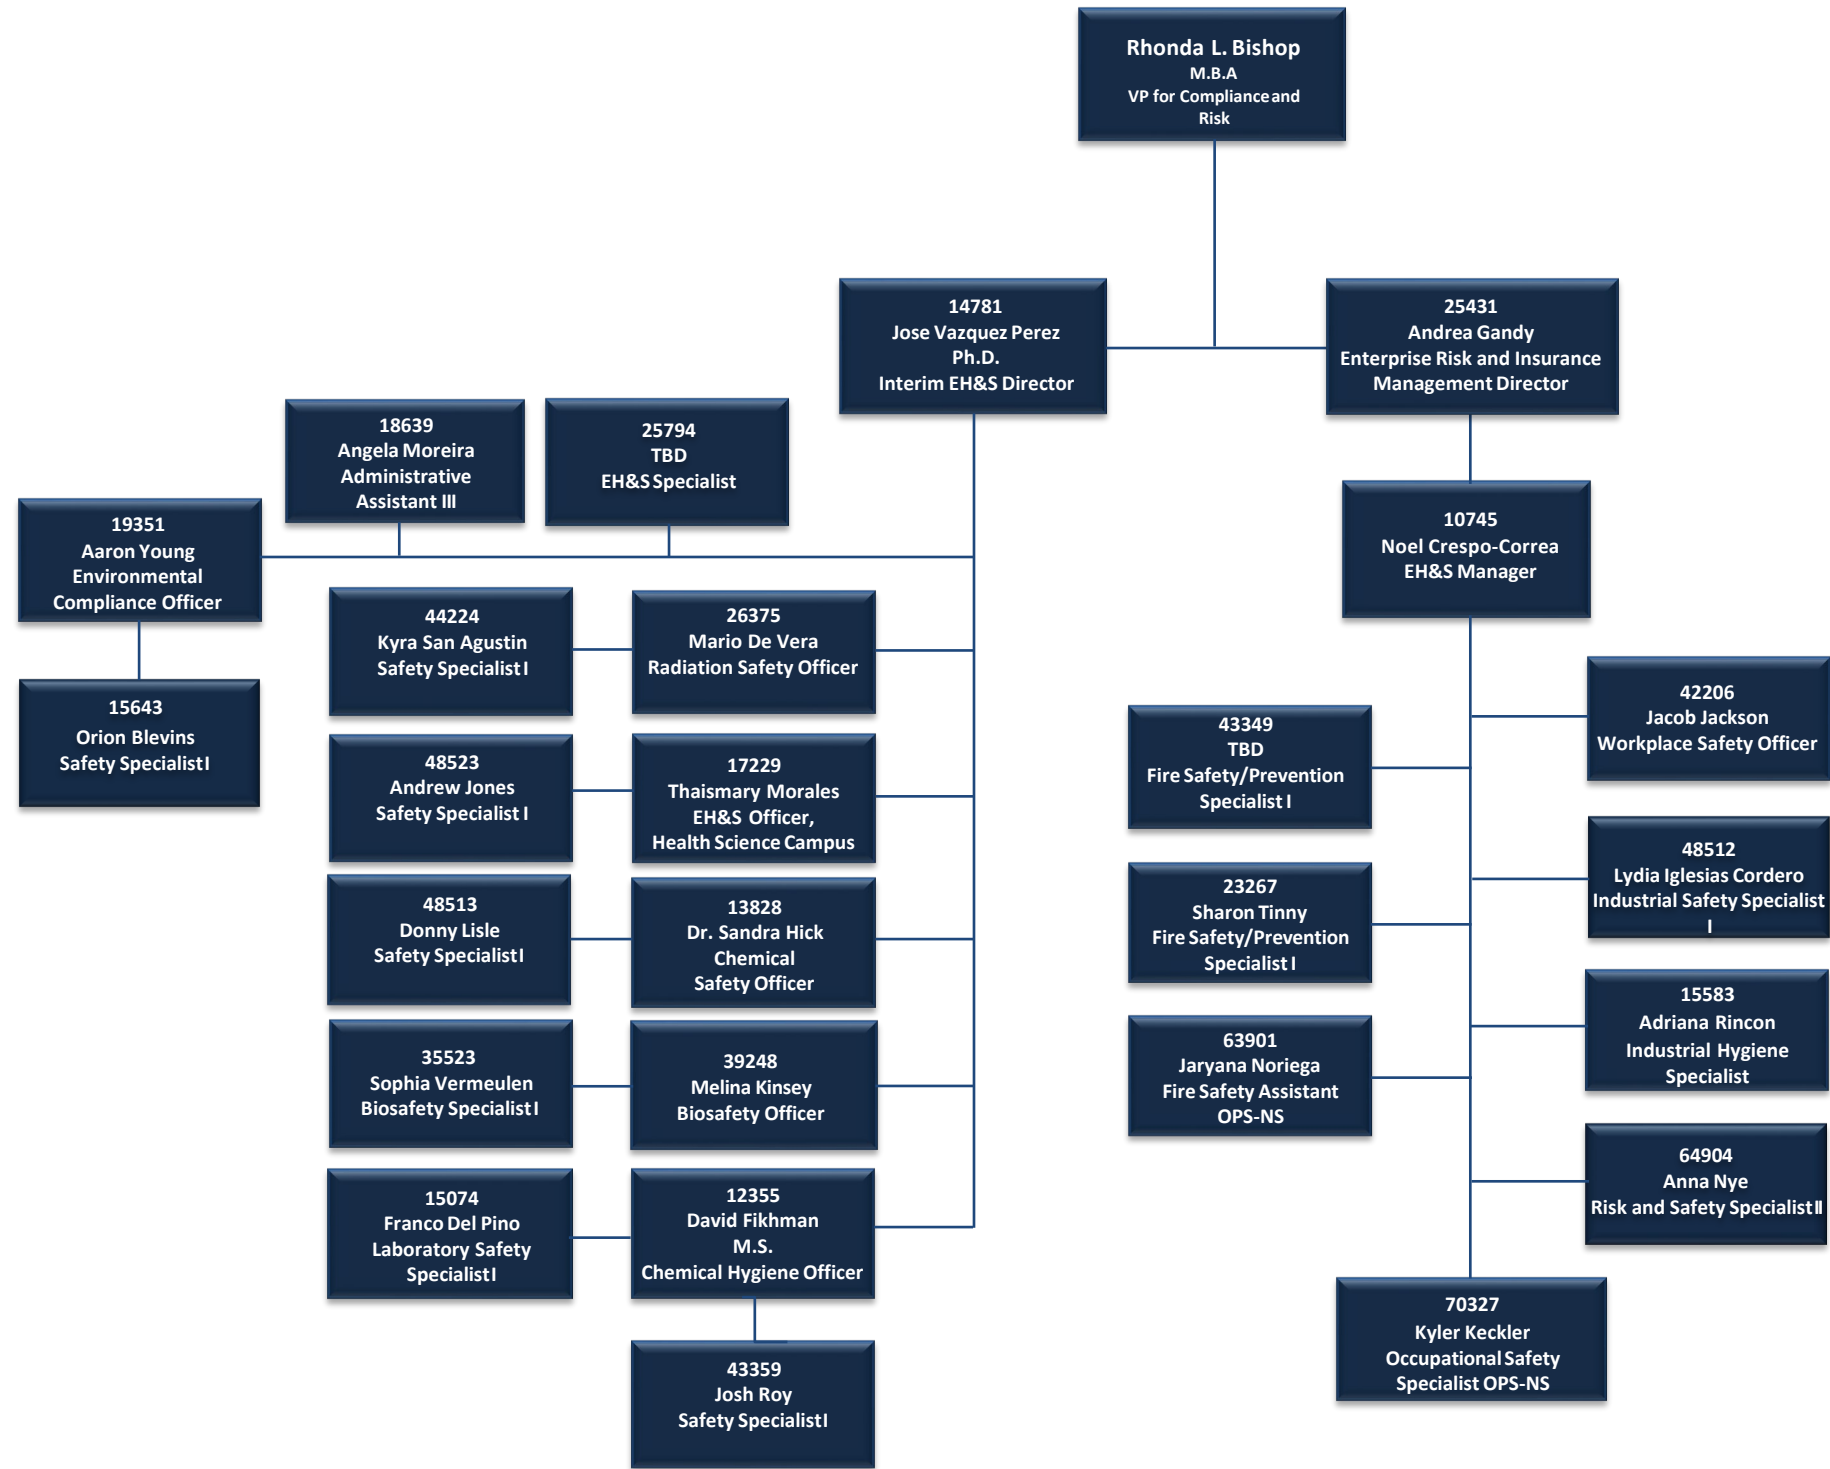 Rhonda L. Bishop
M.B.A
VP for Compliance and
Risk
14781
Jose Vazquez Perez
Ph.D.
Interim EH&S Director
25431
Andrea Gandy
Enterprise Risk and Insurance
Management Director
18639
Angela Moreira
Administrative
Assistant III
25794
TBD
EH&S Specialist
19351
Aaron Young
Environmental
Compliance Officer
15643
Orion Blevins
Safety Specialist I
10745
Noel Crespo-Correa
EH&S Manager
44224
Kyra San Agustin
Safety Specialist I
26375
Mario De Vera
Radiation Safety Officer
48523
Andrew Jones
Safety Specialist I
17229
Thaismary Morales
EH&S Officer,
Health Science Campus
48513
Donny Lisle
Safety Specialist I
13828
Dr. Sandra Hick
Chemical
Safety Officer
35523
Sophia Vermeulen
Biosafety Specialist I
39248
Melina Kinsey
Biosafety Officer
15074
Franco Del Pino
Laboratory Safety
Specialist I
12355
David Fikhman
M.S.
Chemical Hygiene Officer
43359
Josh Roy
Safety Specialist I
43349
TBD
Fire Safety/Prevention
Specialist I
23267
Sharon Tinny
Fire Safety/Prevention
Specialist I
63901
Jaryana Noriega
Fire Safety Assistant
OPS-NS
42206
Jacob Jackson
Workplace Safety Officer
48512
Lydia Iglesias Cordero
Industrial Safety Specialist
I
15583
Adriana Rincon
Industrial Hygiene
Specialist
64904
Anna Nye
Risk and Safety Specialist II
70327
Kyler Keckler
Occupational Safety
Specialist OPS-NS